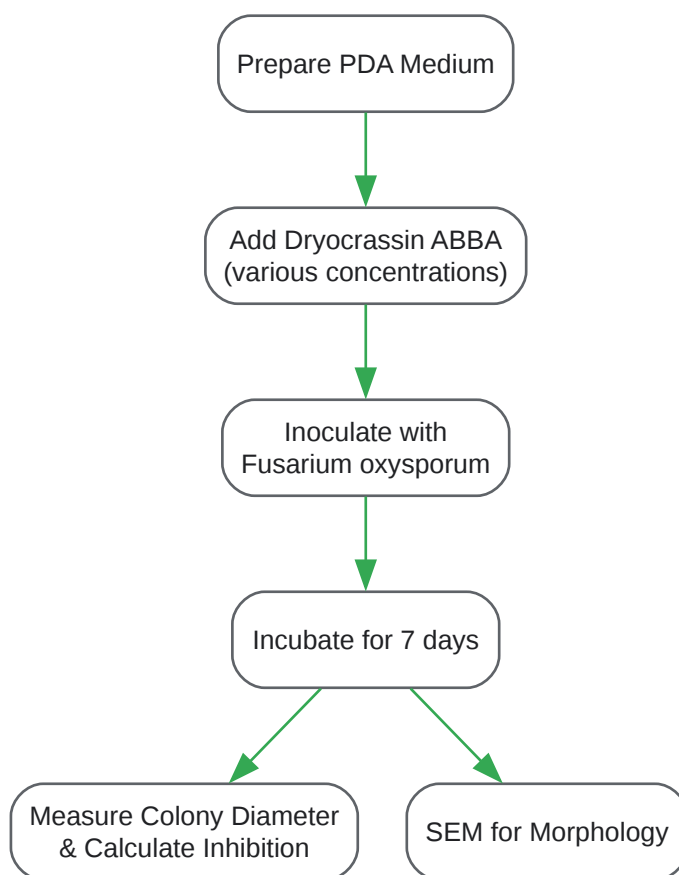 Prepare PDA Medium
Add Dryocrassin ABBA
(various concentrations)
Inoculate with
Fusarium oxysporum
Incubate for 7 days
Measure Colony Diameter
& Calculate Inhibition
SEM for Morphology